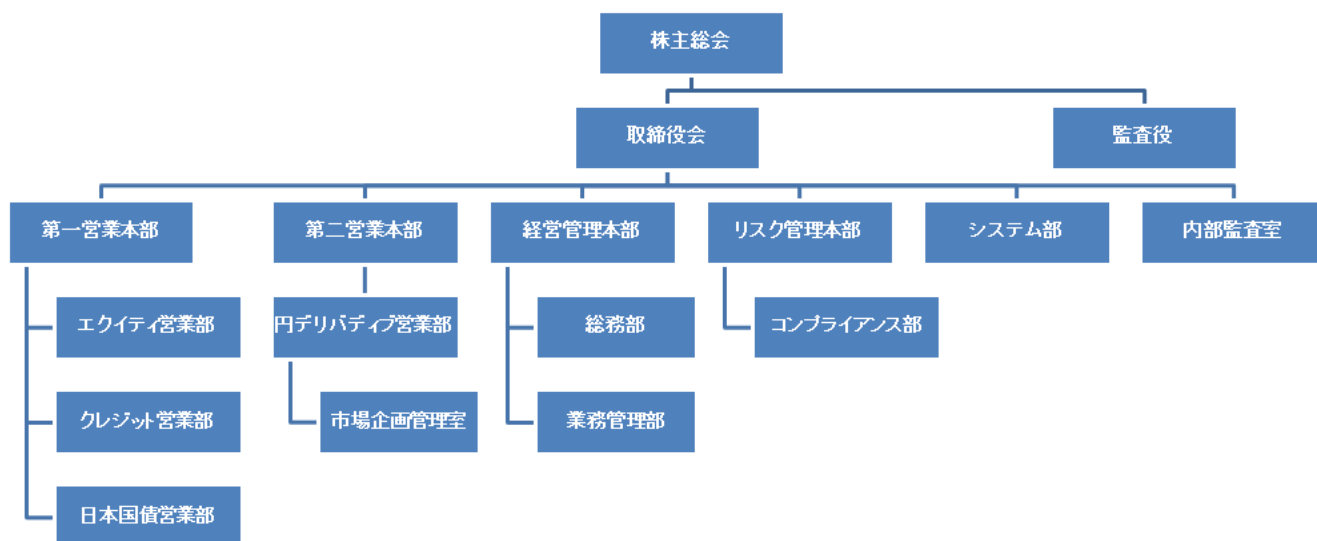 株主総会
取締役会
監査役
第一営業本部
第二営業本部
経営管理本部
リスク管理本部
システム部
内部監査室
エクイティ営業部
円デリバティブ営業部
総務部
コンプライアンス部
クレジット営業部
市場企画管理室
業務管理部
日本国債営業部